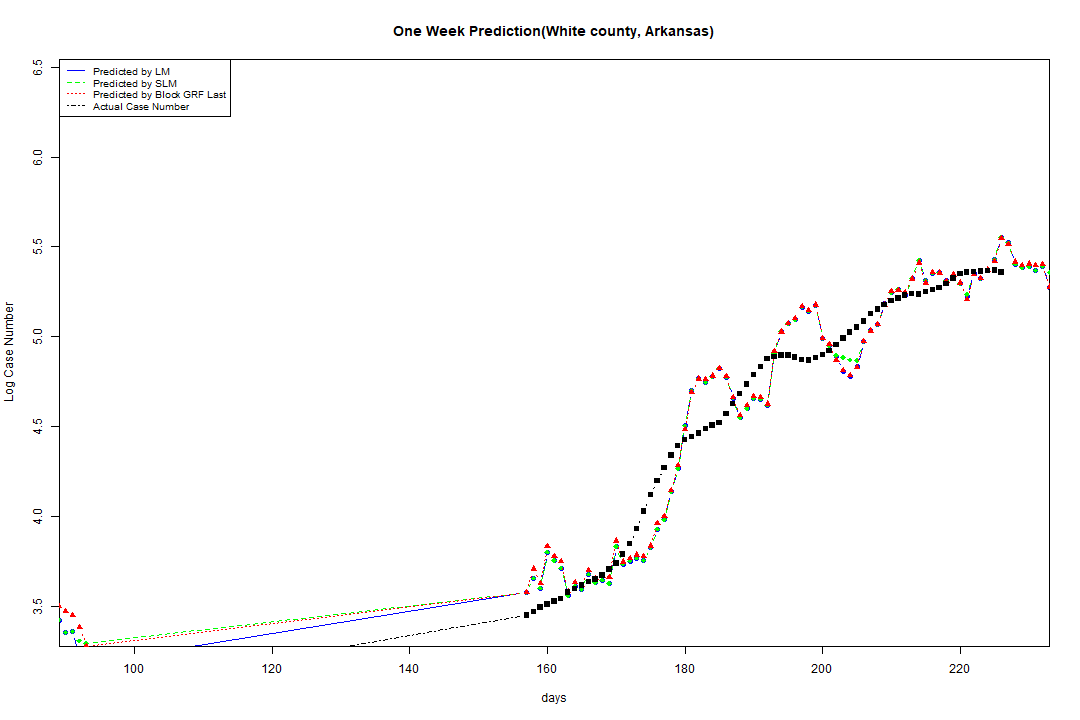 One Week Prediction(White county, Arkansas)
Predicted by LM
Predicted by SLM
Predicted by Block GRF Last
Actual Case Number
Log Case Number
6.5
6.0
5.5
5.0
4.5
4.0
3.5
100 120 140 160 180 200 220
days